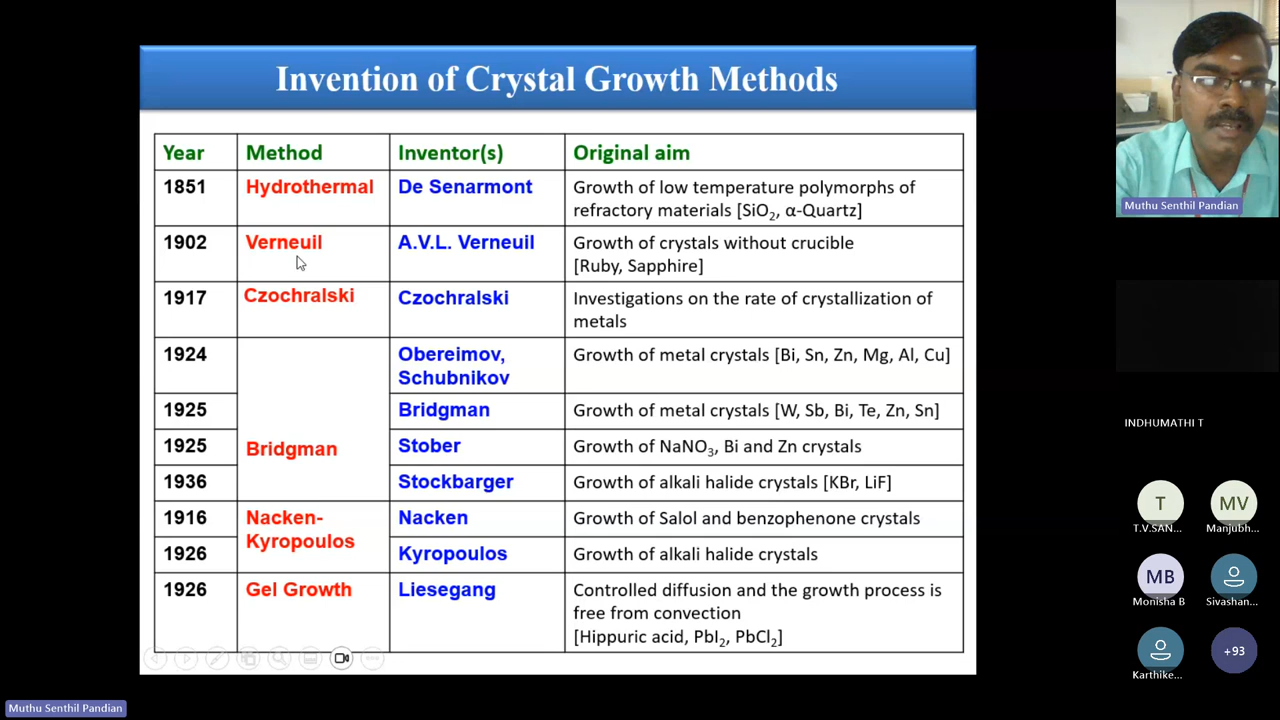 Invention of Crystal Growth Methods
Year Method Inventor(s) Original aim
1851 Hydrothermal De Senarmont Growth of low temperature polymorphs of
refractory materials [SiO₂, α-Quartz]
1902 Verneuil A.V.L. Verneuil Growth of crystals without crucible
[Ruby, Sapphire]
1917 Czochralski Czochralski Investigations on the rate of crystallization of
metals
1924 Obereimov, Growth of metal crystals [Bi, Sn, Zn, Mg, Al, Cu]
Schubnikov
1925 Bridgman Growth of metal crystals [W, Sb, Bi, Te, Zn, Sn]
1925 Stober Growth of NaNO₃, Bi and Zn crystals
Bridgman
1936 Stockbarger Growth of alkali halide crystals [KBr, LiF]
1916 Nacken- Nacken Growth of Salol and benzophenone crystals
Kyropoulos
1926 Kyropoulos Growth of alkali halide crystals
1926 Gel Growth Liesegang Controlled diffusion and the growth process is
free from convection
[Hippuric acid, PbI₂, PbCl₂]
Muthu Senthil Pandian
INDHUMATHI T
T MV
T.V.SAN... Manjubh...
MB
Monisha B Sivashan...
+93
Karthike...
Muthu Senthil Pandian